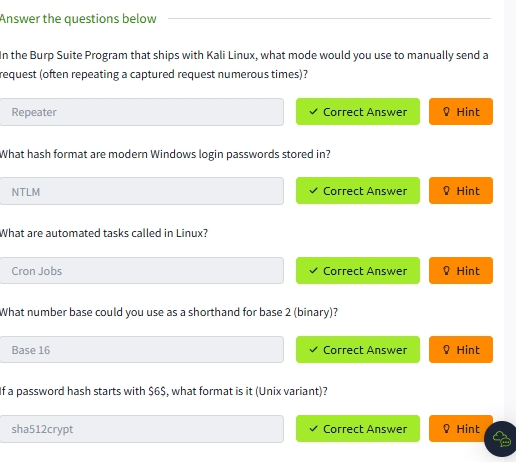 Answer the questions below
In the Burp Suite Program that ships with Kali Linux, what mode would you use to manually send a
request (often repeating a captured request numerous times)?
Repeater
✓ Correct Answer
Hint
What hash format are modern Windows login passwords stored in?
NTLM
✓ Correct Answer
Hint
What are automated tasks called in Linux?
Cron Jobs
✓ Correct Answer
Hint
What number base could you use as a shorthand for base 2 (binary)?
Base 16
✓ Correct Answer
Hint
If a password hash starts with $6$, what format is it (Unix variant)?
sha512crypt
✓ Correct Answer
Hint